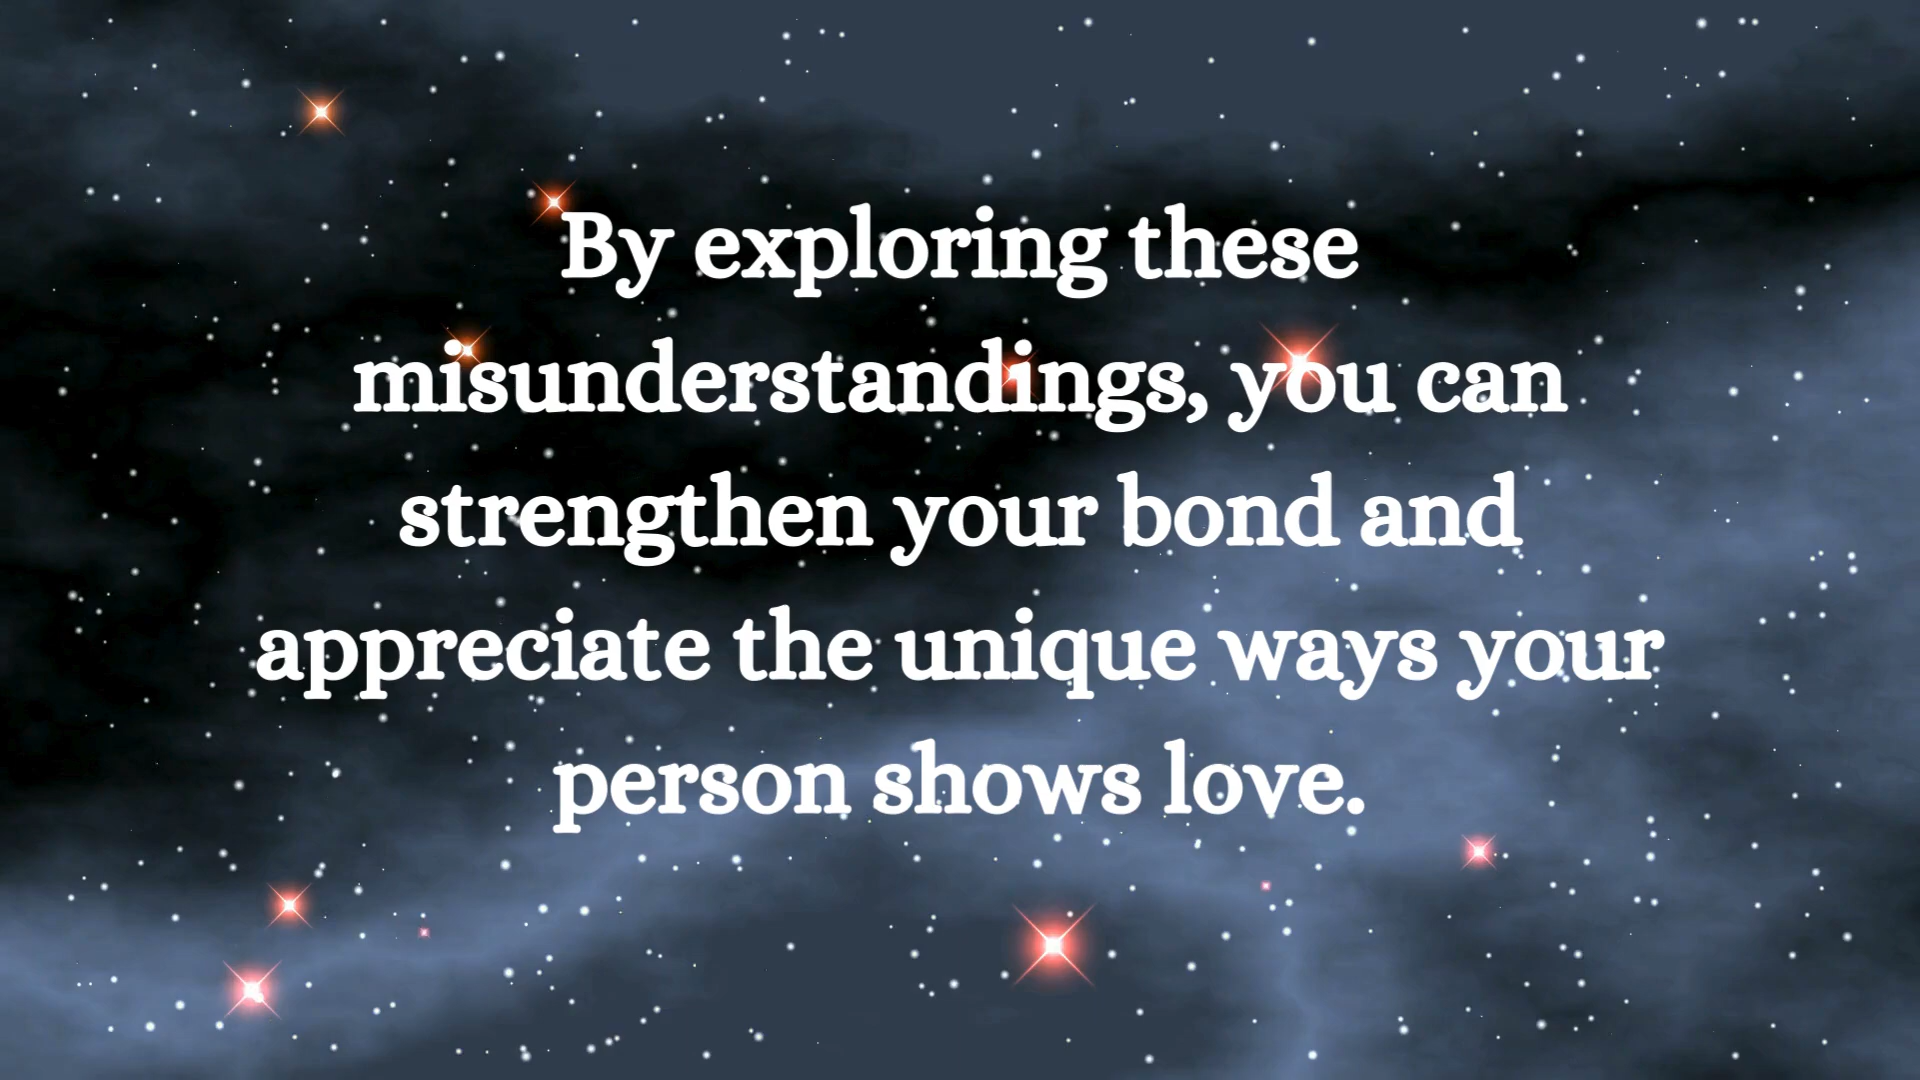 By exploring these
misunderstandings, you can
strengthen your bond and
appreciate the unique ways your
person shows love.